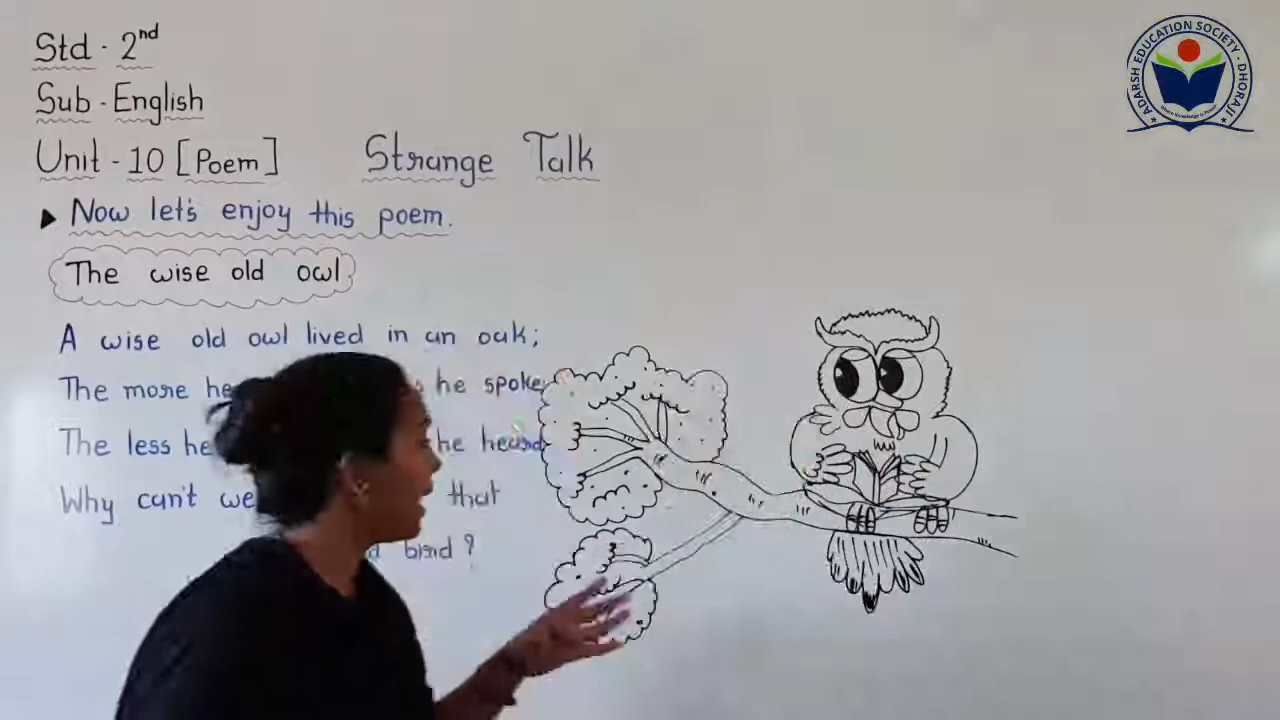 Std - 2nd
Sub - English
Unit - 10 [Poem] Strange Talk
Now let's enjoy this poem.
The wise old owl
A wise old owl lived in an oak;
The more he he spoke
The less he he heard
Why can't we that
bird?
ADARSH EDUCATION SOCIETY - DHORAJI